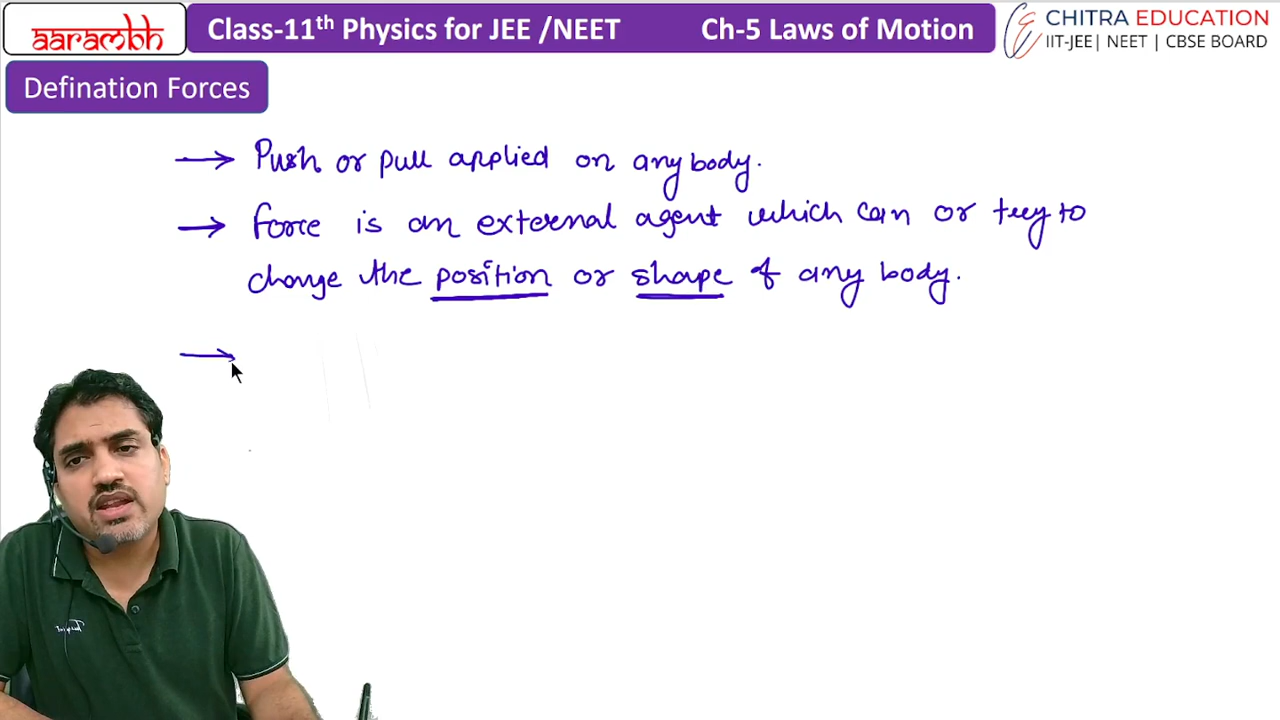 aarambh
Class-11th Physics for JEE /NEET
Ch-5 Laws of Motion
CHITRA EDUCATION
IIT-JEE| NEET | CBSE BOARD
Defination Forces
→ Push or pull applied on any body.
→ Force is an external agent which can or try to
change the position or shape of any body.
→